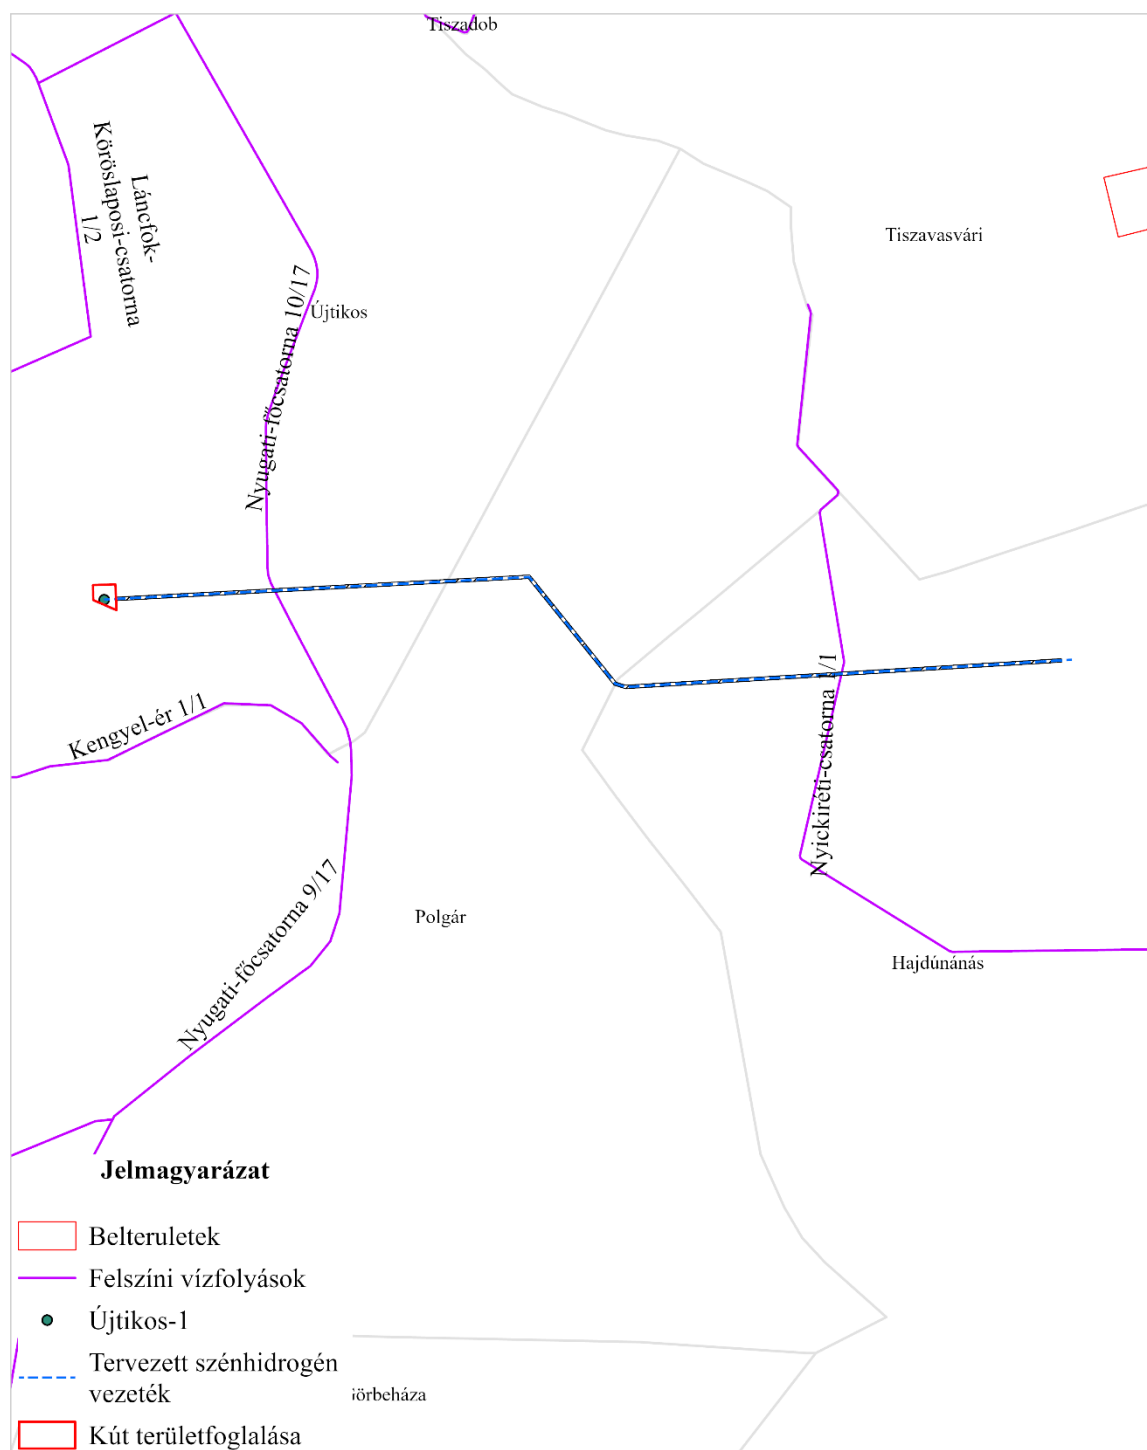 Tiszadob
Láncfok-
Köröslaposi-csatorna
1/2
Tiszavasvári
Nyugati-főcsatorna 10/17
Újtikos
Kengyel-ér 1/1
Nyickiréti-csatorna 1/1
Nyugati-főcsatorna 9/17
Polgár
Hajdúnánás
Jelmagyarázat
Belteruletek
Felszíni vízfolyások
Újtikos-1
Tervezett szénhidrogén
vezeték
Kút területfoglalása